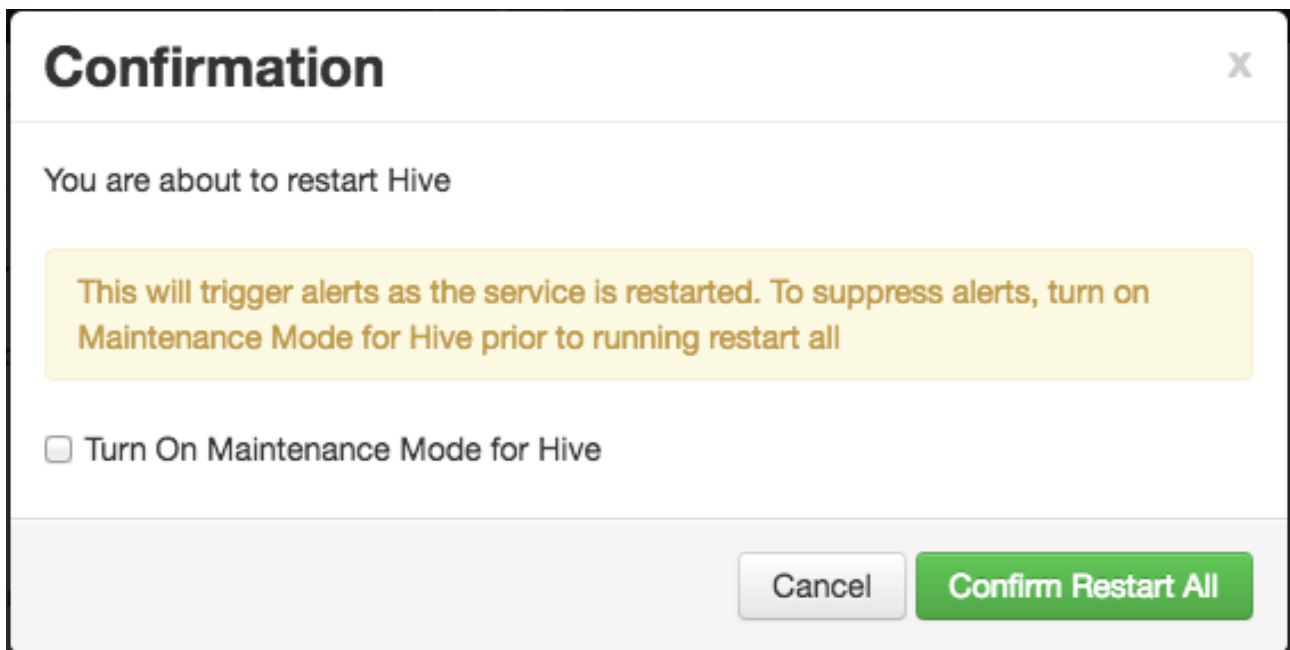 Confirmation
x
You are about to restart Hive
This will trigger alerts as the service is restarted. To suppress alerts, turn on
Maintenance Mode for Hive prior to running restart all
Turn On Maintenance Mode for Hive
Cancel
Confirm Restart All